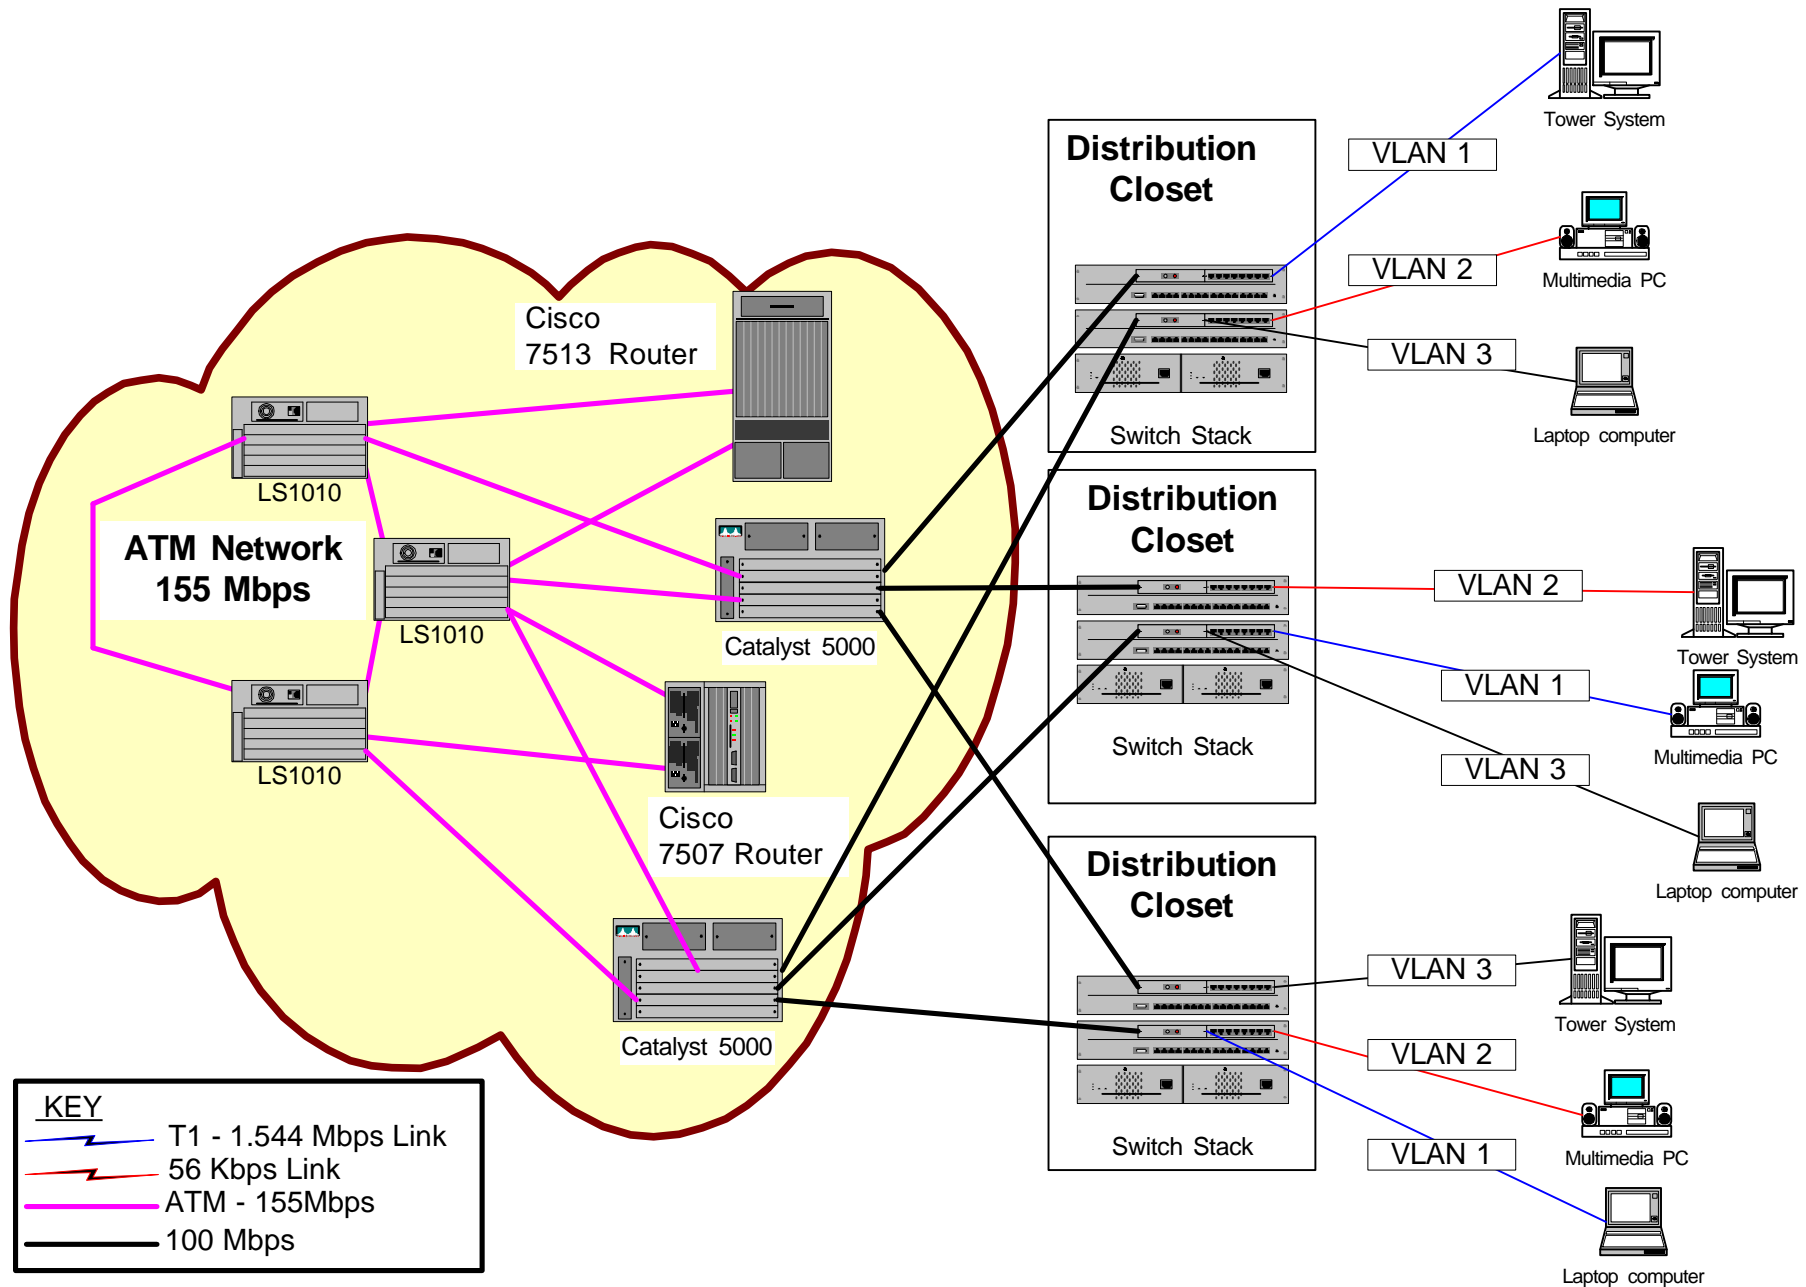 Tower System
Distribution
Closet
VLAN 1
Multimedia PC
VLAN 2
VLAN 3
Laptop computer
Switch Stack
Cisco
7513 Router
LS1010
ATM Network
155 Mbps
LS1010
LS1010
Catalyst 5000
Cisco
7507 Router
Catalyst 5000
Distribution
Closet
VLAN 2
Tower System
VLAN 1
Multimedia PC
VLAN 3
Laptop computer
Switch Stack
Distribution
Closet
VLAN 3
Tower System
VLAN 2
Multimedia PC
VLAN 1
Laptop computer
Switch Stack
KEY
T1 - 1.544 Mbps Link
56 Kbps Link
ATM - 155Mbps
100 Mbps